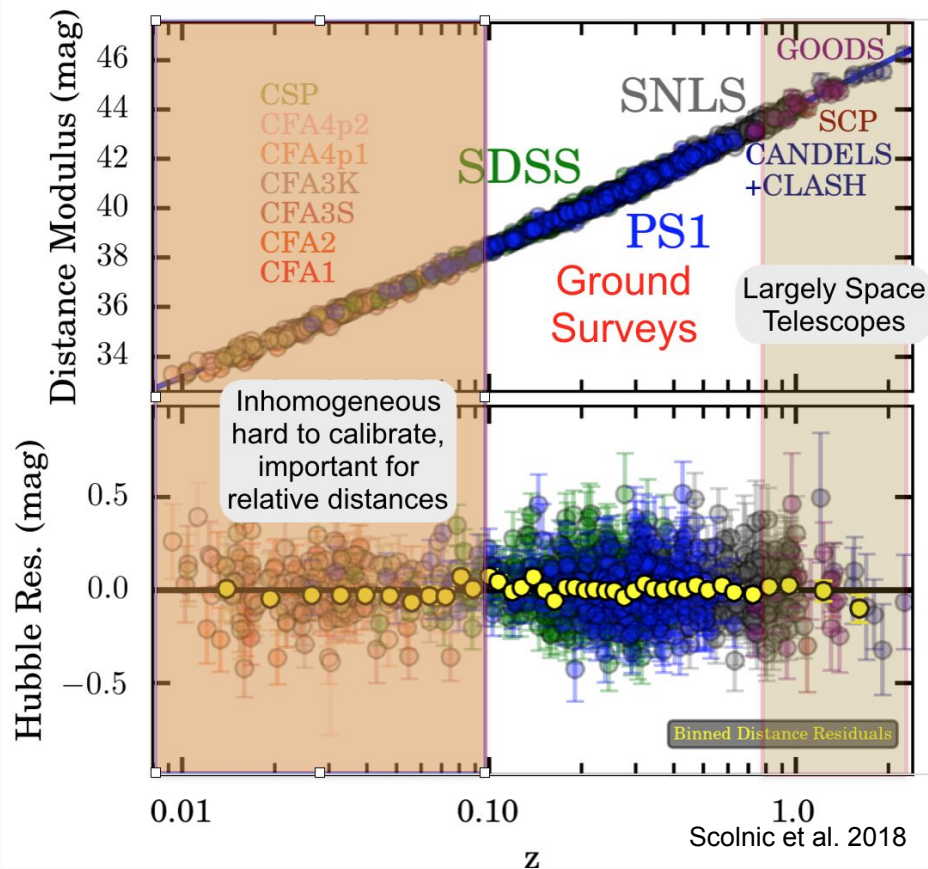 Distance Modulus (mag)
46
44
42
40
38
36
34
CSP
CFA4p2
CFA4p1
CFA3K
CFA3S
CFA2
CFA1
SDSS
SNLS
PS1
Ground
Surveys
GOODS
SCP
CANDELS
+CLASH
Largely Space
Telescopes
Inhomogeneous
hard to calibrate,
important for
relative distances
Hubble Res. (mag)
0.5
0.0
−0.5
Binned Distance Residuals
0.01
0.10
1.0
z
Scolnic et al. 2018